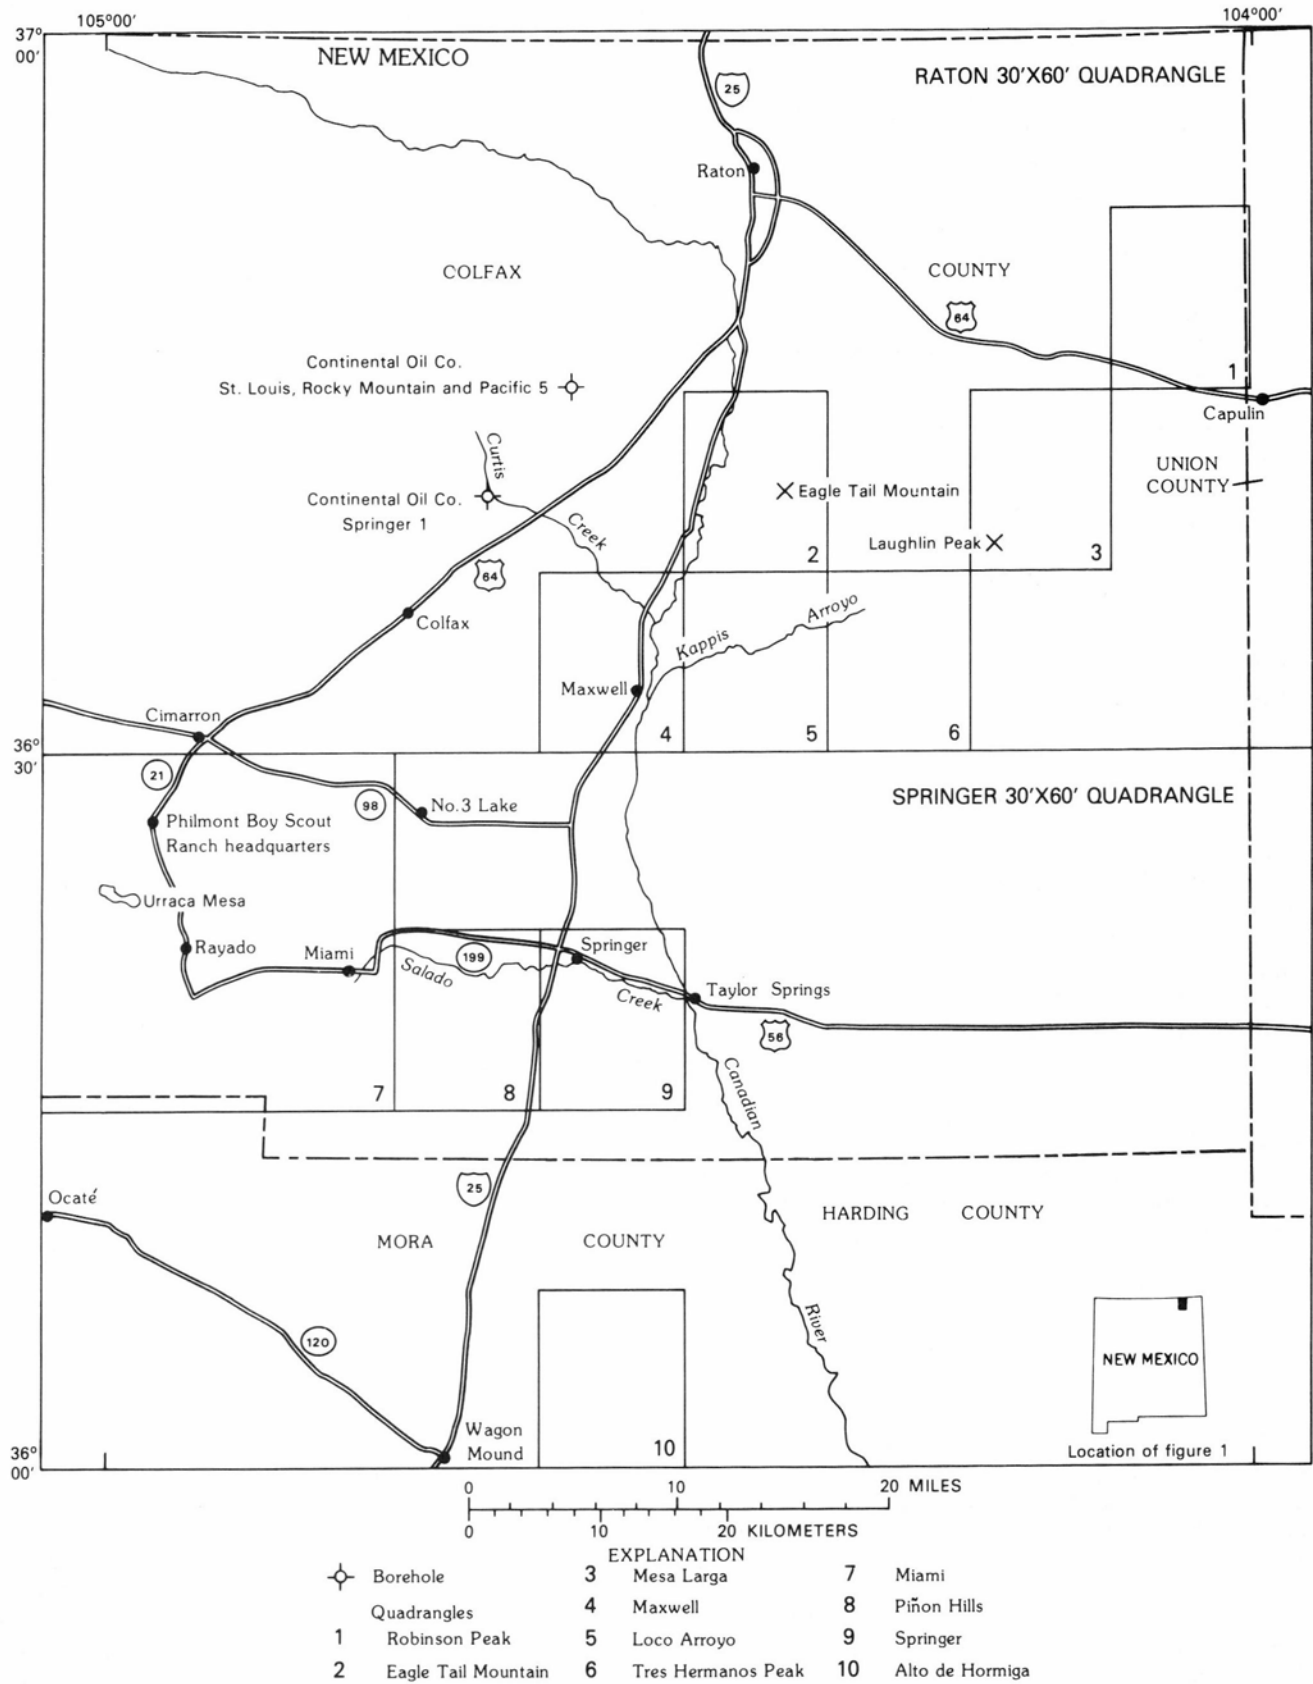 105°00′
104°00′
37°
00′
NEW MEXICO
RATON 30′X60′ QUADRANGLE
25
Raton
COLFAX
COUNTY
64
Continental Oil Co.
St. Louis, Rocky Mountain and Pacific 5
1
Capulin
Curtis
UNION
COUNTY
Eagle Tail Mountain
Continental Oil Co.
Springer 1
Creek
Laughlin Peak
2
3
64
Colfax
Arroyo
Kappis
Maxwell
Cimarron
4
5
6
36°
30′
21
98
No.3 Lake
SPRINGER 30′X60′ QUADRANGLE
Philmont Boy Scout
Ranch headquarters
Urraca Mesa
Rayado
Miami
Springer
199
Salado
Creek
Taylor Springs
56
7
8
9
Canadian
25
Ocaté
MORA
COUNTY
HARDING
COUNTY
River
120
NEW MEXICO
Wagon
Mound
10
Location of figure 1
36°
00′
0
10
20 MILES
0
10
20 KILOMETERS
EXPLANATION
Borehole
Quadrangles
1 Robinson Peak
2 Eagle Tail Mountain
3 Mesa Larga
4 Maxwell
5 Loco Arroyo
6 Tres Hermanos Peak
7 Miami
8 Piñon Hills
9 Springer
10 Alto de Hormiga